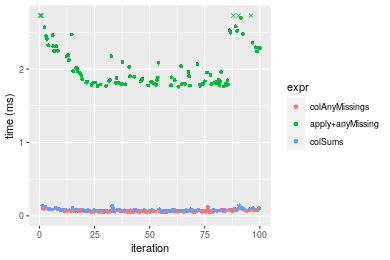 time (ms)
2
1
0
0
25
50
75
100
iteration
expr
colAnyMissings
apply+anyMissing
colSums